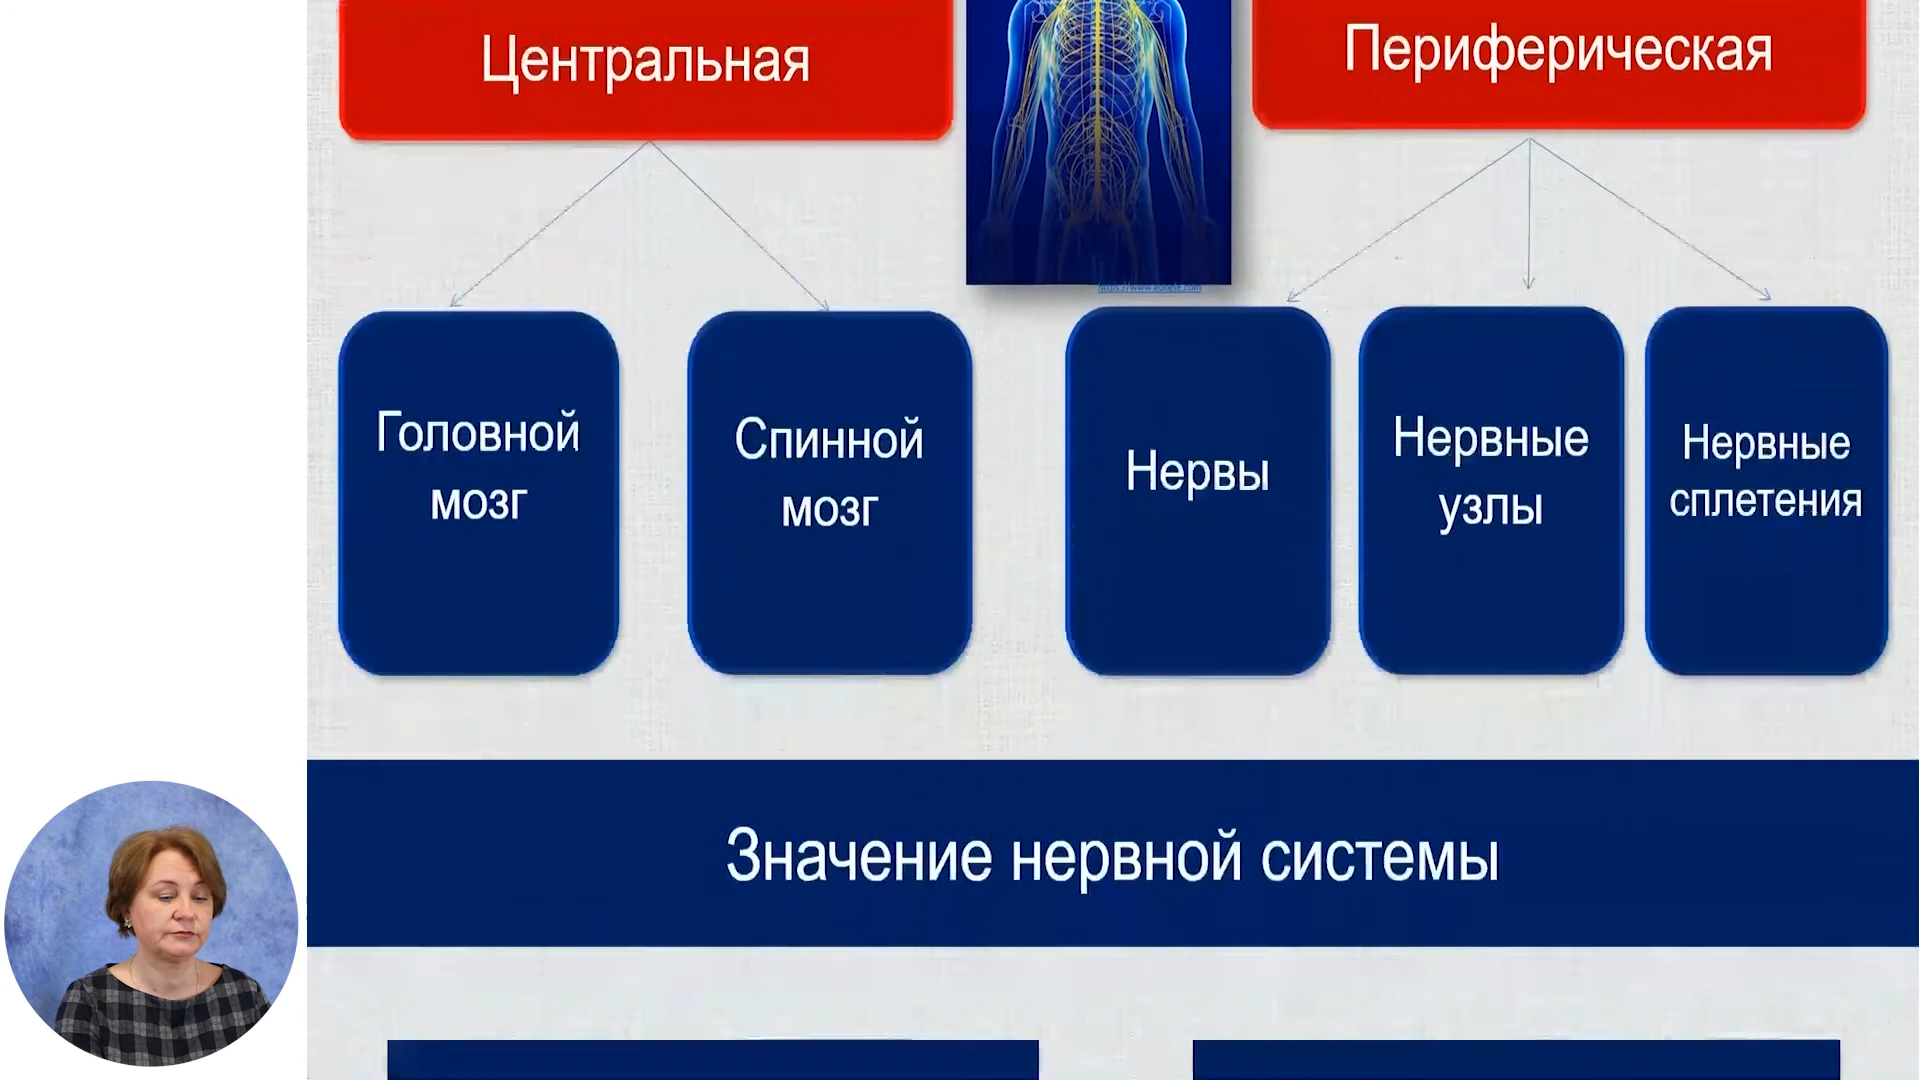 Центральная
Периферическая
Головной
мозг
Спинной
мозг
Нервы
Нервные
узлы
Нервные
сплетения
Значение нервной системы